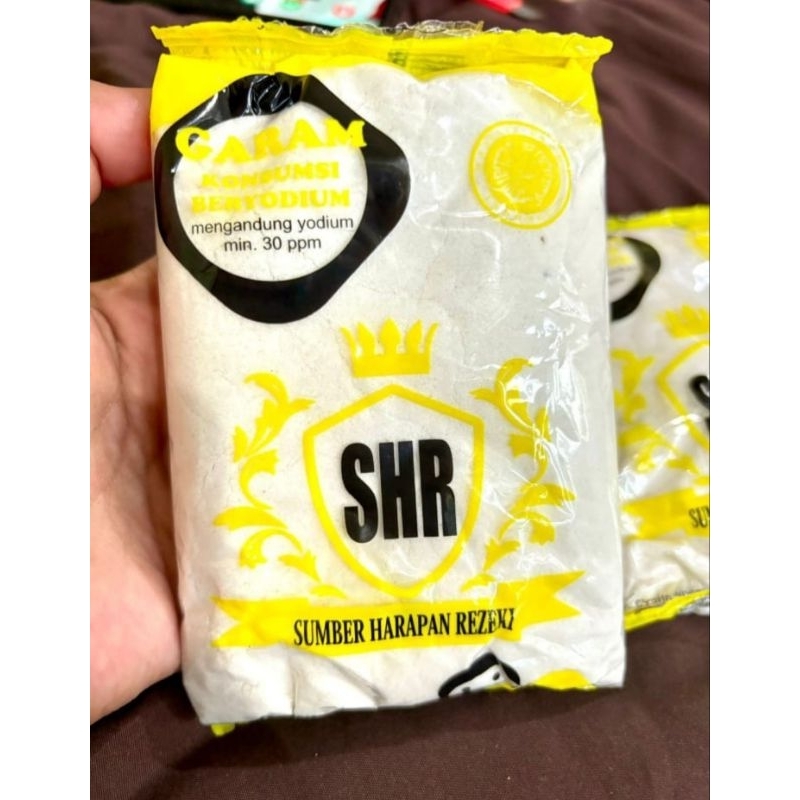 GARAM
KONSUMSI
BERYODIUM
mengandung yodium
min. 30 ppm
SHR
SUMBER HARAPAN REZEKI